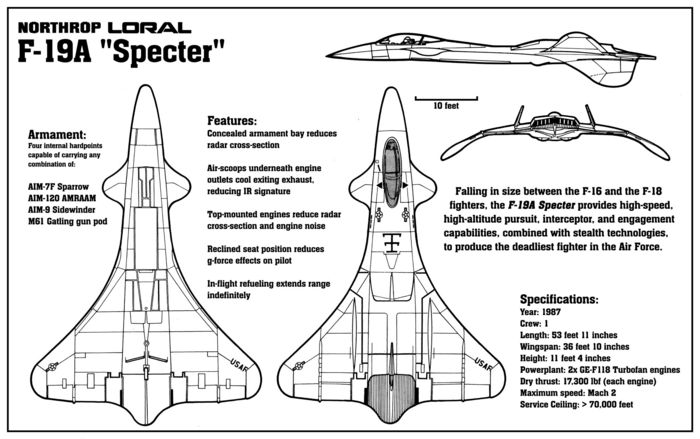 NORTHROP LORAL
F-19A "Specter"
10 feet
Armament:
Four internal hardpoints
capable of carrying any
combination of:
AIM-7F Sparrow
AIM-120 AMRAAM
AIM-9 Sidewinder
M61 Gatling gun pod
Features:
Concealed armament bay reduces
radar cross-section
Air-scoops underneath engine
outlets cool exiting exhaust,
reducing IR signature
Top-mounted engines reduce radar
cross-section and engine noise
Reclined seat position reduces
g-force effects on pilot
In-flight refueling extends range
indefinitely
Falling in size between the F-16 and the F-18
fighters, the F-19A Specter provides high-speed,
high-altitude pursuit, interceptor, and engagement
capabilities, combined with stealth technologies,
to produce the deadliest fighter in the Air Force.
Specifications:
Year: 1987
Crew: 1
Length: 53 feet 11 inches
Wingspan: 36 feet 10 inches
Height: 11 feet 4 inches
Powerplant: 2x GE-F118 Turbofan engines
Dry thrust: 17,300 lbf (each engine)
Maximum speed: Mach 2
Service Ceiling: > 70,000 feet
USAF
USAF